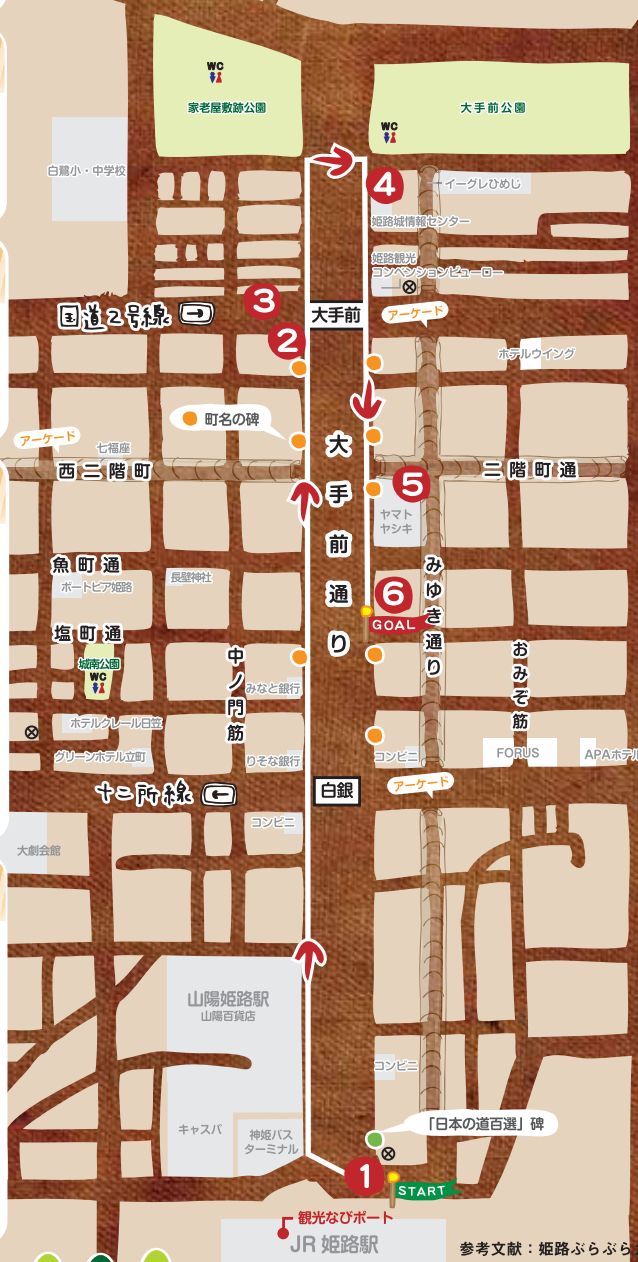 WC
家老屋敷跡公園
大手前公園
WC
白鷺小・中学校
4
イーグレひめじ
姫路城情報センター
姫路観光
コンベンションビューロー
3
国道2号線
大手前
アーケード
2
ホテルウイング
町名の碑
アーケード
七福座
大手前通り
西二階町
二階町通
5
ヤマト
ヤシキ
魚町通
ボートピア姫路
長壁神社
みゆき通り
6
GOAL
塩町通
城南公園
WC
中ノ門筋
みなと銀行
おみぞ筋
ホテルクレール日笠
グリーンホテル立町
りそな銀行
コンビニ
FORUS
APAホテル
十二所線
白銀
アーケード
コンビニ
大劇会館
山陽姫路駅
山陽百貨店
コンビニ
キャスパ
神姫バス
ターミナル
「日本の道百選」碑
1
START
観光なびポート
JR 姫路駅
参考文献：姫路ぶらぶら